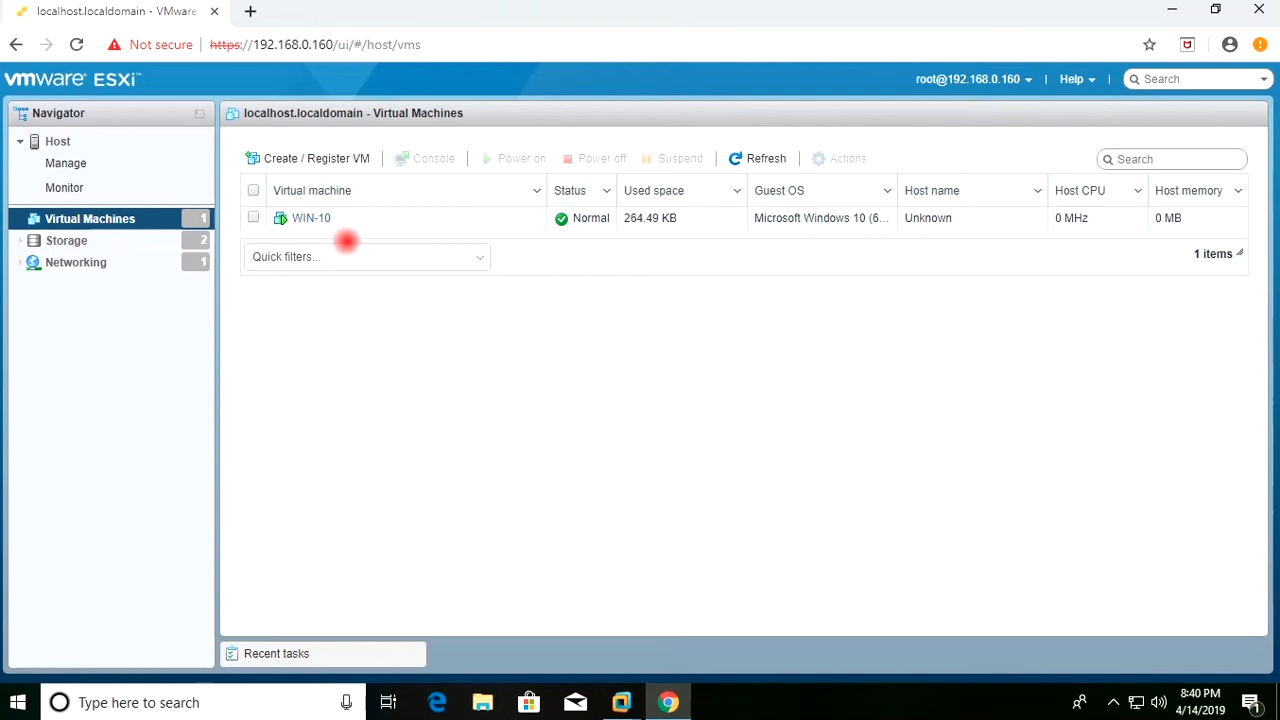 localhost.localdomain - VMware
Not secure
https://192.168.0.160/ui/#/host/vms
vmware ESXi™
root@192.168.0.160
Help
Search
Navigator
Host
Manage
Monitor
Virtual Machines 1
Storage 2
Networking 1
localhost.localdomain - Virtual Machines
Create / Register VM
Console
Power on
Power off
Suspend
Refresh
Actions
Search
Virtual machine Status Used space Guest OS Host name Host CPU Host memory
WIN-10 Normal 264.49 KB Microsoft Windows 10 (6... Unknown 0 MHz 0 MB
Quick filters...
1 items
Recent tasks
Type here to search
8:40 PM
4/14/2019
1